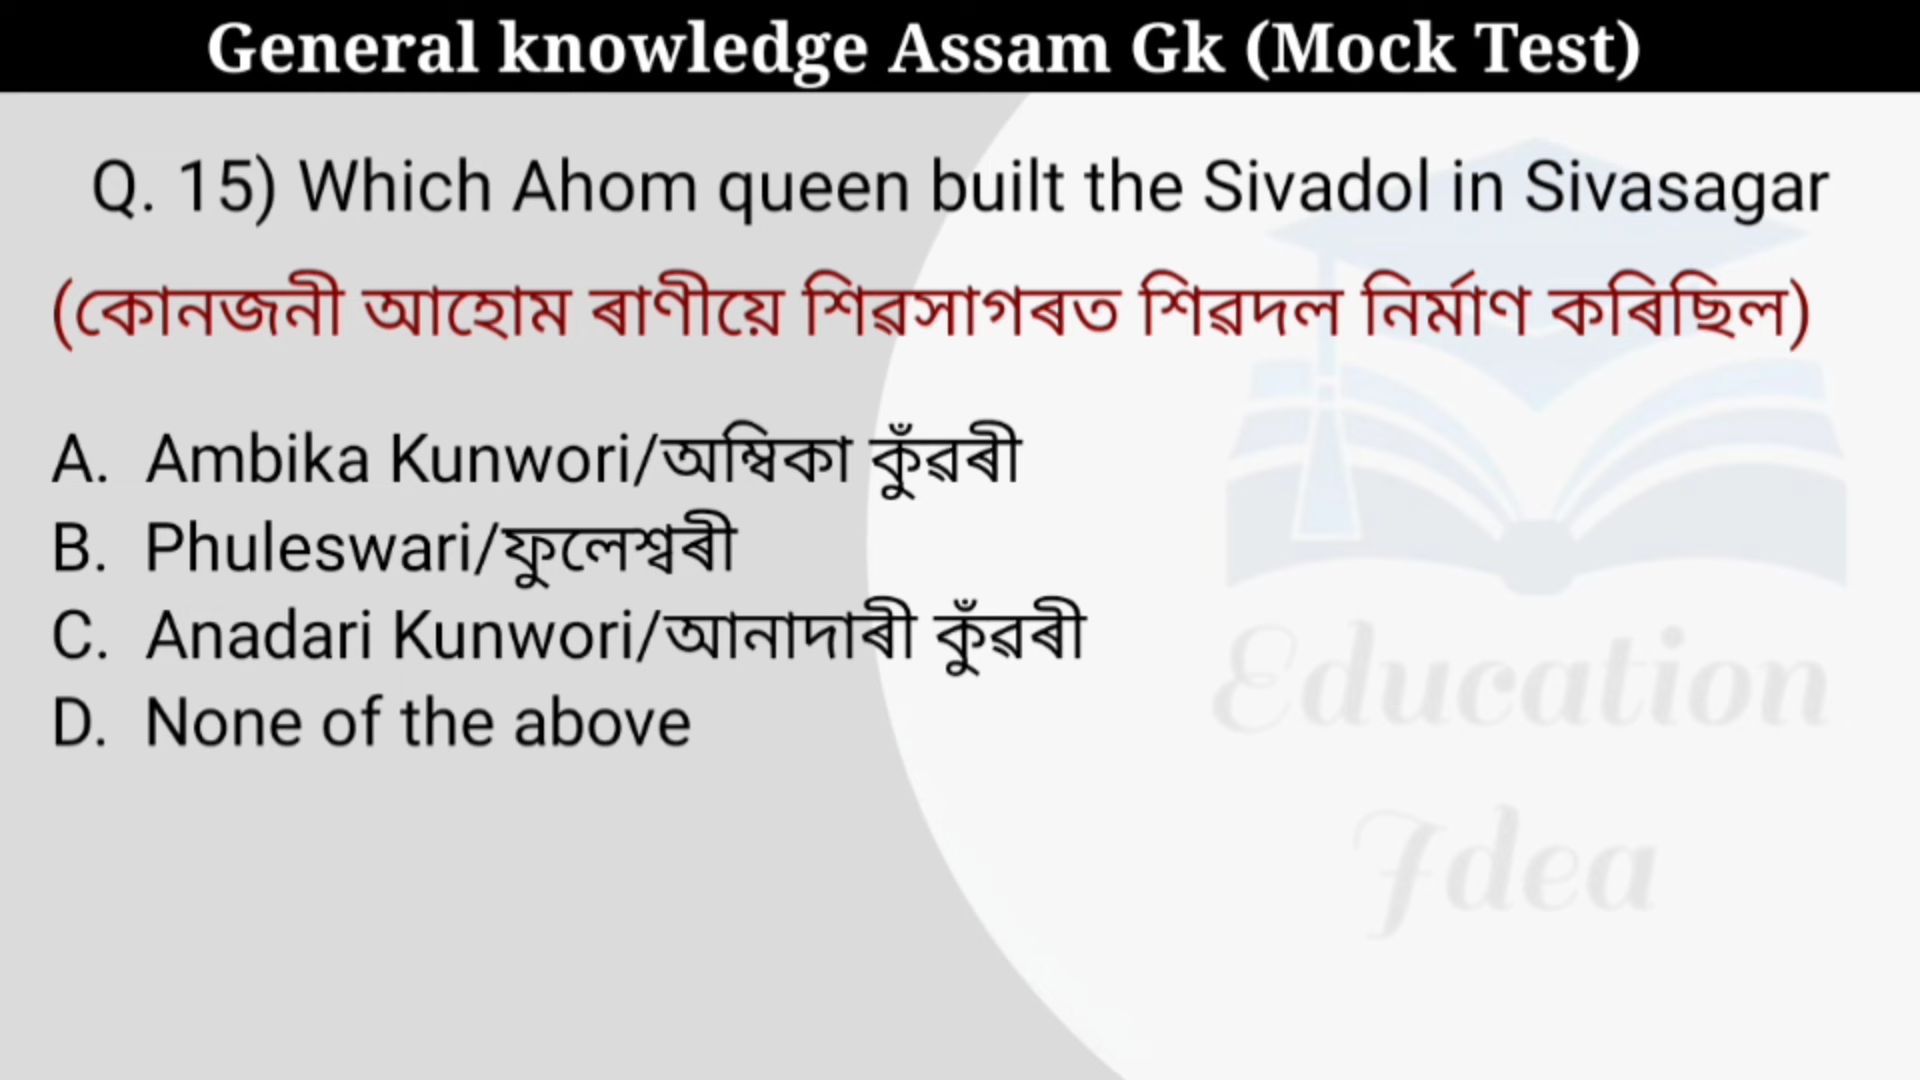 General knowledge Assam Gk (Mock Test)
Q. 15) Which Ahom queen built the Sivadol in Sivasagar
(কোনজনী আহোম ৰাণীয়ে শিৱসাগৰত শিৱদল নিৰ্মাণ কৰিছিল)
A. Ambika Kunwori/অম্বিকা কুঁৱৰী
B. Phuleswari/ফুলেশ্বৰী
C. Anadari Kunwori/আনাদাৰী কুঁৱৰী
D. None of the above
Education
Idea